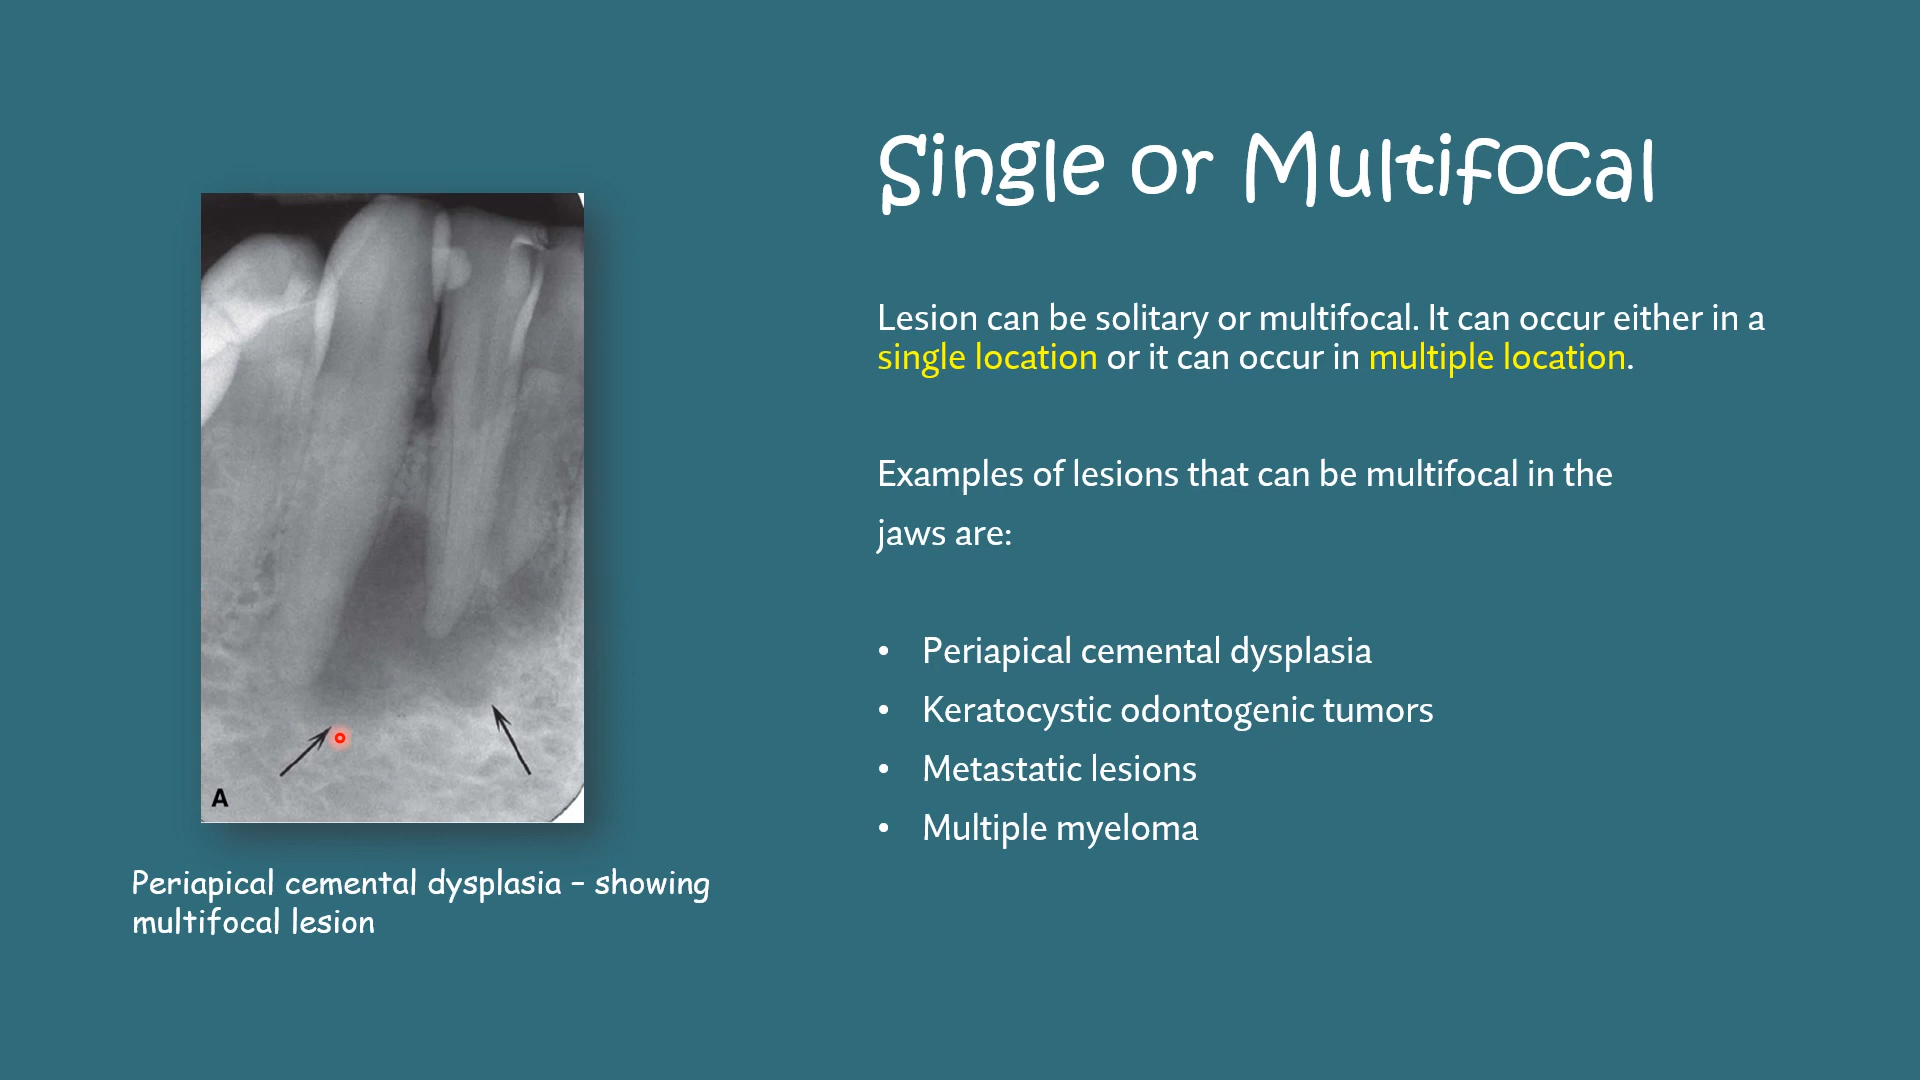 Single or Multifocal
Lesion can be solitary or multifocal. It can occur either in a
single location or it can occur in multiple location.
Examples of lesions that can be multifocal in the
jaws are:
• Periapical cemental dysplasia
• Keratocystic odontogenic tumors
• Metastatic lesions
• Multiple myeloma
A
Periapical cemental dysplasia – showing
multifocal lesion